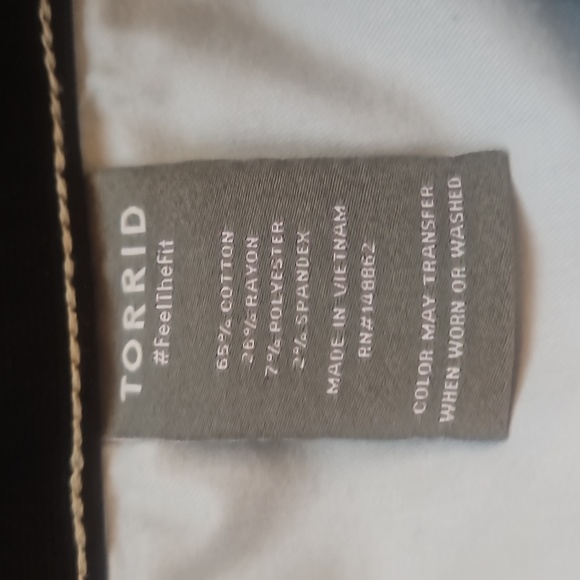 TORRID
#FeelTheFit
65% COTTON
26% RAYON
7% POLYESTER
2% SPANDEX
MADE IN VIETNAM
RN#148862
COLOR MAY TRANSFER
WHEN WORN OR WASHED